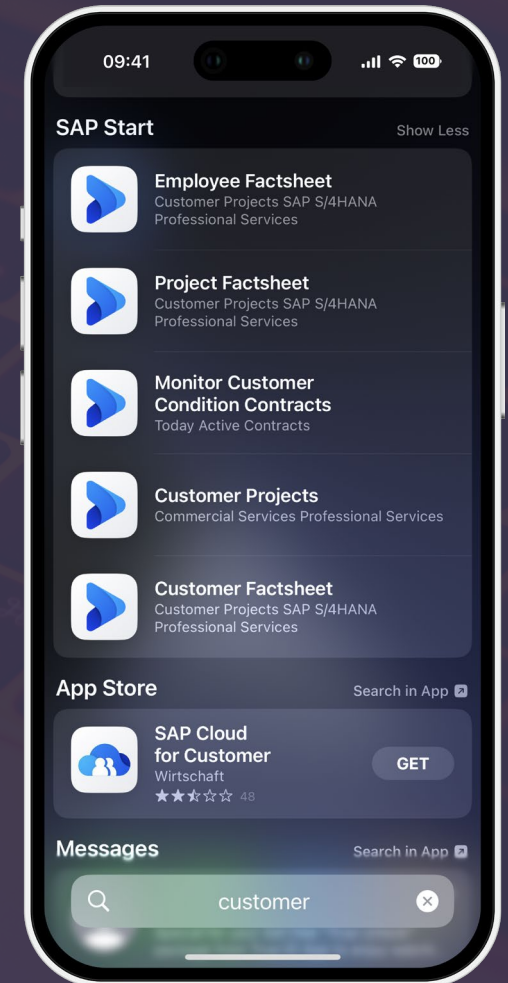 09:41
100
SAP Start
Show Less
Employee Factsheet
Customer Projects SAP S/4HANA
Professional Services
Project Factsheet
Customer Projects SAP S/4HANA
Professional Services
Monitor Customer
Condition Contracts
Today Active Contracts
Customer Projects
Commercial Services Professional Services
Customer Factsheet
Customer Projects SAP S/4HANA
Professional Services
App Store
Search in App
SAP Cloud
for Customer
Wirtschaft
48
GET
Messages
Search in App
customer